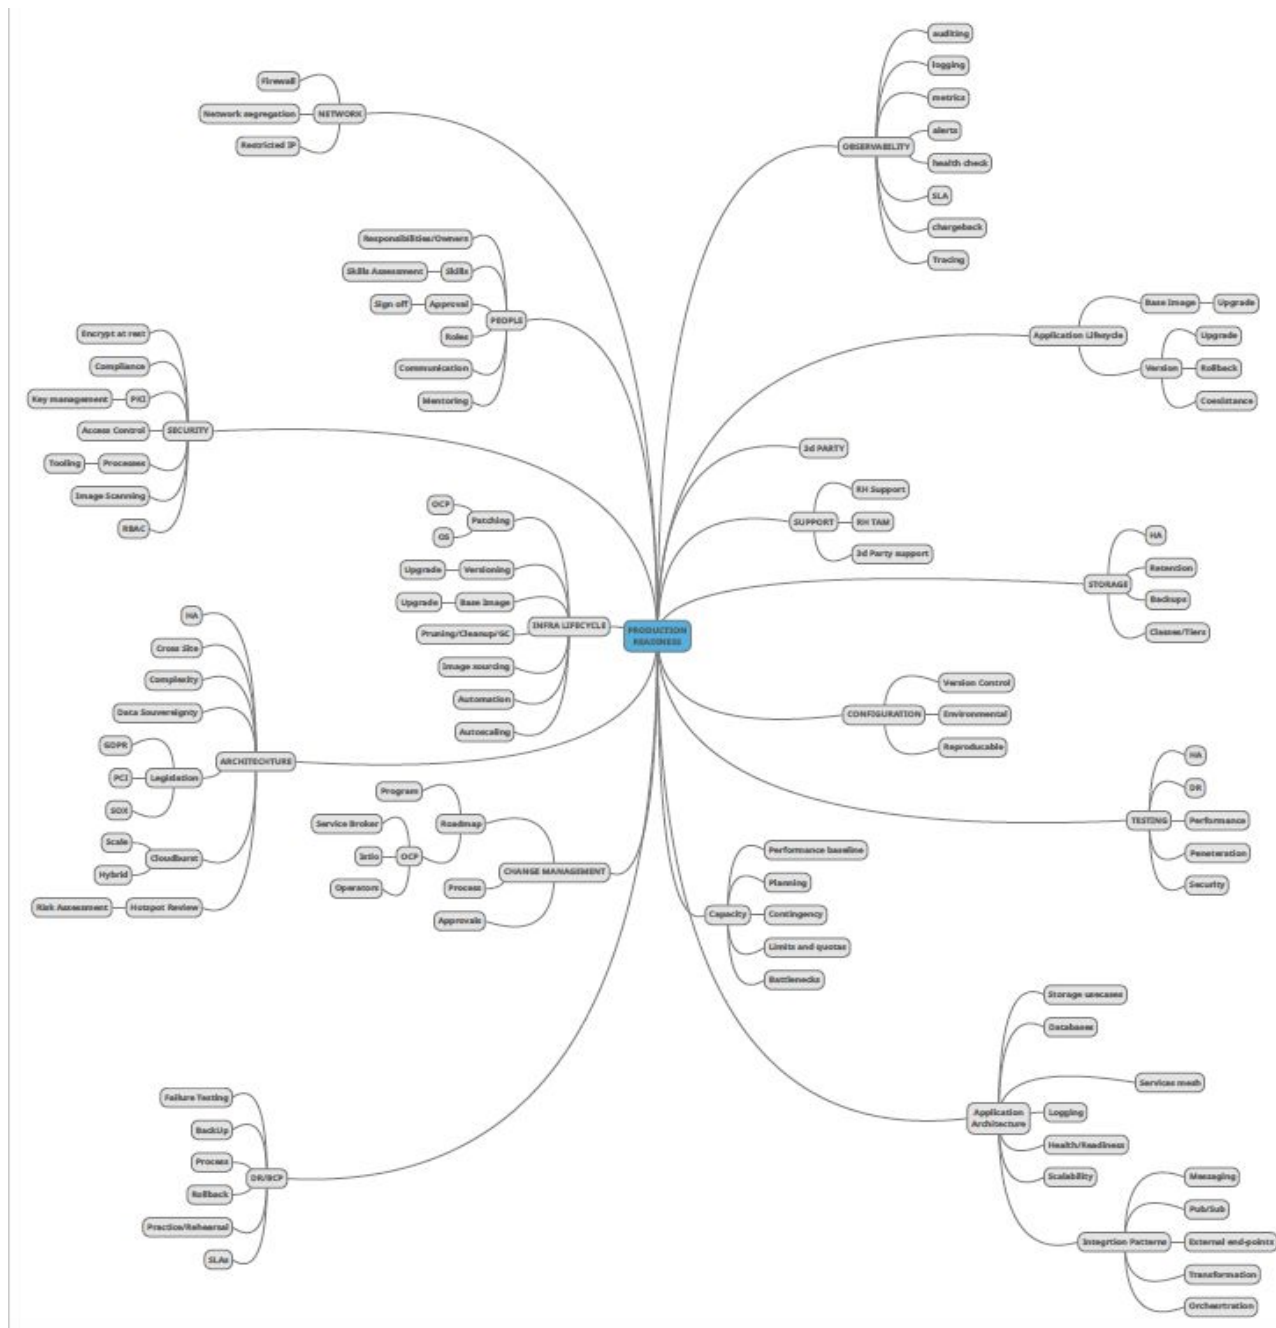 PRODUCTION
READINESS
NETWORK
Firewall
Network segregation
Restricted IP
PEOPLE
Responsibilities/Owners
Skills
Skills Assessment
Approval
Sign off
Roles
Communication
Mentoring
SECURITY
Encrypt at rest
Compliance
PKI
Key management
Access Control
Processes
Tooling
Image Scanning
RBAC
INFRA LIFECYCLE
Patching
OCP
OS
Versioning
Upgrade
Base Image
Upgrade
Pruning/Cleanup/GC
Image sourcing
Automation
Autoscaling
ARCHITECHTURE
HA
Cross Site
Complexity
Data Souvereignty
Legislation
GDPR
PCI
SOX
Cloudburst
Scale
Hybrid
Hotspot Review
Risk Assessment
CHANGE MANAGEMENT
Roadmap
Program
OCP
Service Broker
Istio
Operators
Process
Approvals
DR/BCP
Failure Testing
BackUp
Process
Rollback
Practice/Rehearsal
SLAs
OBSERVABILITY
auditing
logging
metrics
alerts
health check
SLA
chargeback
Tracing
Application Lifecycle
Base Image
Upgrade
Version
Upgrade
Rollback
Coexistance
3d PARTY
SUPPORT
RH Support
RH TAM
3d Party support
STORAGE
HA
Retention
Backups
Classes/Tiers
CONFIGURATION
Version Control
Environmental
Reproducable
TESTING
HA
DR
Performance
Peneteration
Security
Capacity
Performance baseline
Planning
Contingency
Limits and quotas
Battlenecks
Application
Architecture
Storage usecases
Databases
Services mesh
Logging
Health/Readiness
Scalability
Integrtion Patterns
Messaging
Pub/Sub
External end-points
Transformation
Orchesrtration